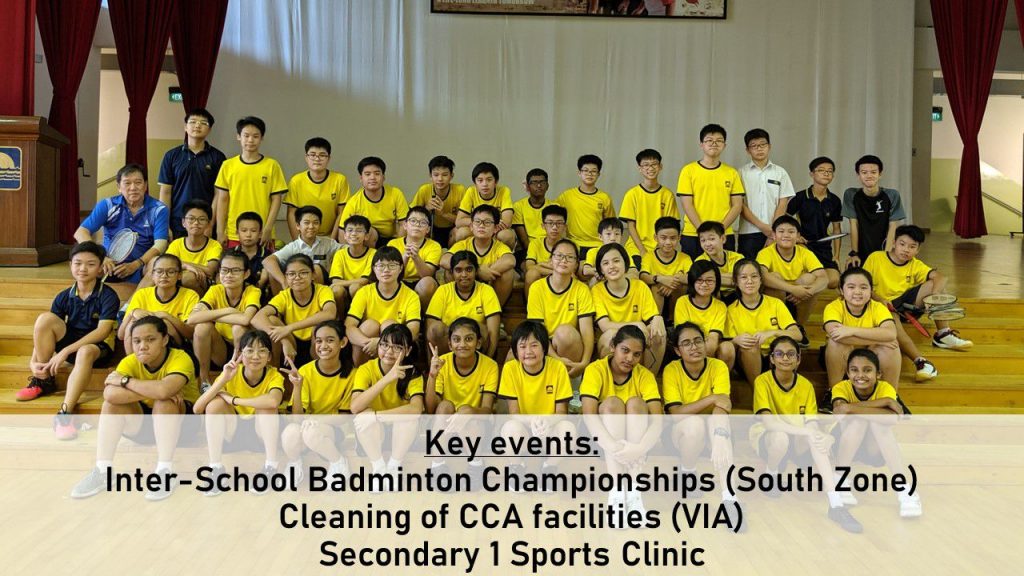 Key events:
Inter-School Badminton Championships (South Zone)
Cleaning of CCA facilities (VIA)
Secondary 1 Sports Clinic